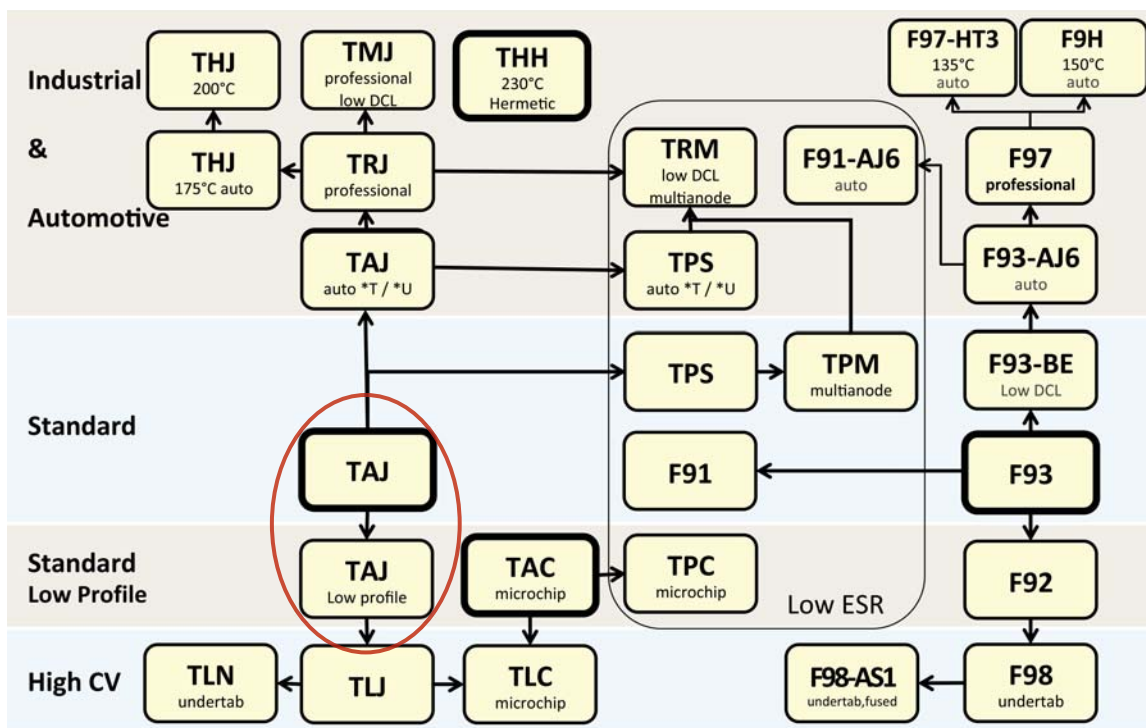 Industrial
&
Automotive
THJ
200°C
TMJ
professional
low DCL
THH
230°C
Hermetic
F97-HT3
135°C
auto
F9H
150°C
auto
THJ
175°C auto
TRJ
professional
TRM
low DCL
multianode
F91-AJ6
auto
F97
professional
TAJ
auto *T / *U
TPS
auto *T / *U
F93-AJ6
auto
Standard
TPS
TPM
multianode
F93-BE
Low DCL
TAJ
F91
F93
Standard
Low Profile
TAJ
Low profile
TAC
microchip
TPC
microchip
Low ESR
F92
High CV
TLN
undertab
TLJ
TLC
microchip
F98-AS1
undertab,fused
F98
undertab